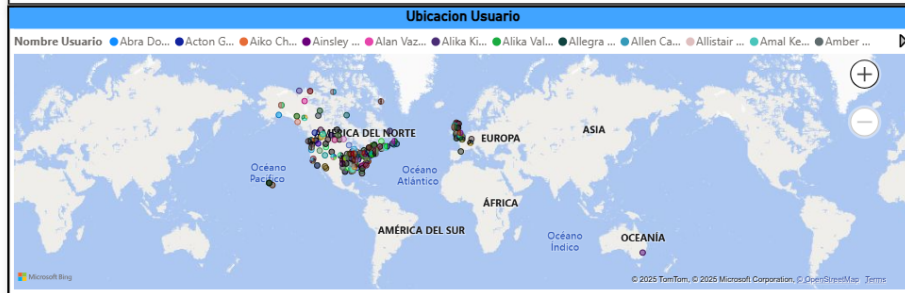 Ubicacion Usuario
Nombre Usuario Abra Do... Acton G... Aiko Ch... Ainsley ... Alan Vaz... Alika Ki... Alika Val... Allegra ... Allen Ca... Allistair ... Amal Ke... Amber ...
AMÉRICA DEL NORTE
EUROPA
ASIA
Océano
Pacífico
Océano
Atlántico
ÁFRICA
AMÉRICA DEL SUR
Océano
Índico
OCEANÍA
Microsoft Bing
© 2025 TomTom, © 2025 Microsoft Corporation, © OpenStreetMap Terms